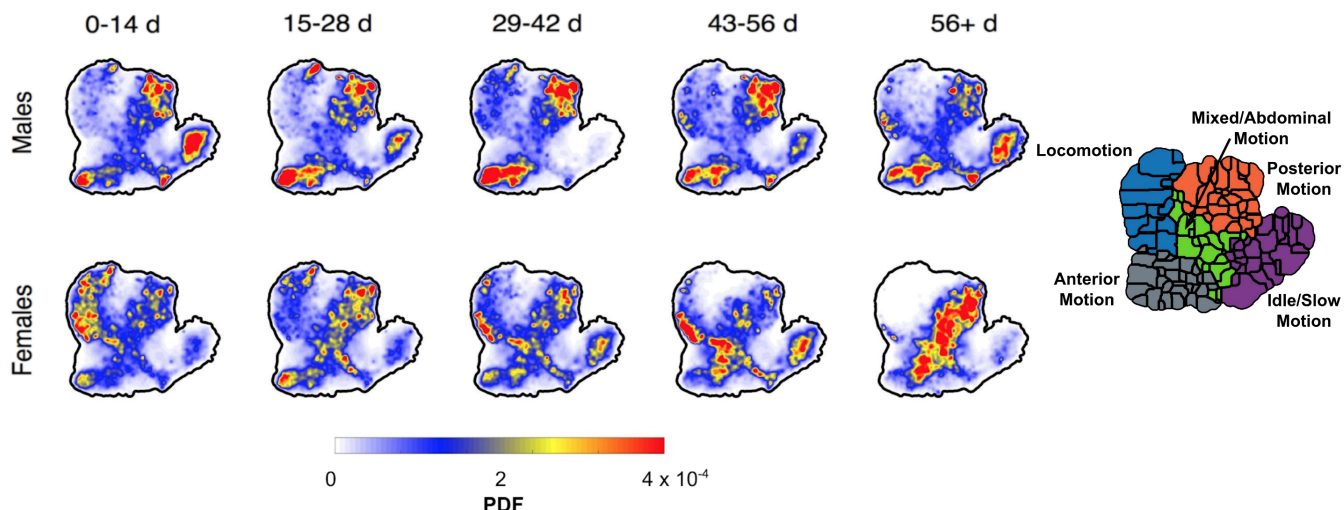 0-14 d
15-28 d
29-42 d
43-56 d
56+ d
Males
Females
Locomotion
Mixed/Abdominal
Motion
Posterior
Motion
Anterior
Motion
Idle/Slow
Motion
0
2
4 x 10⁻⁴
PDF